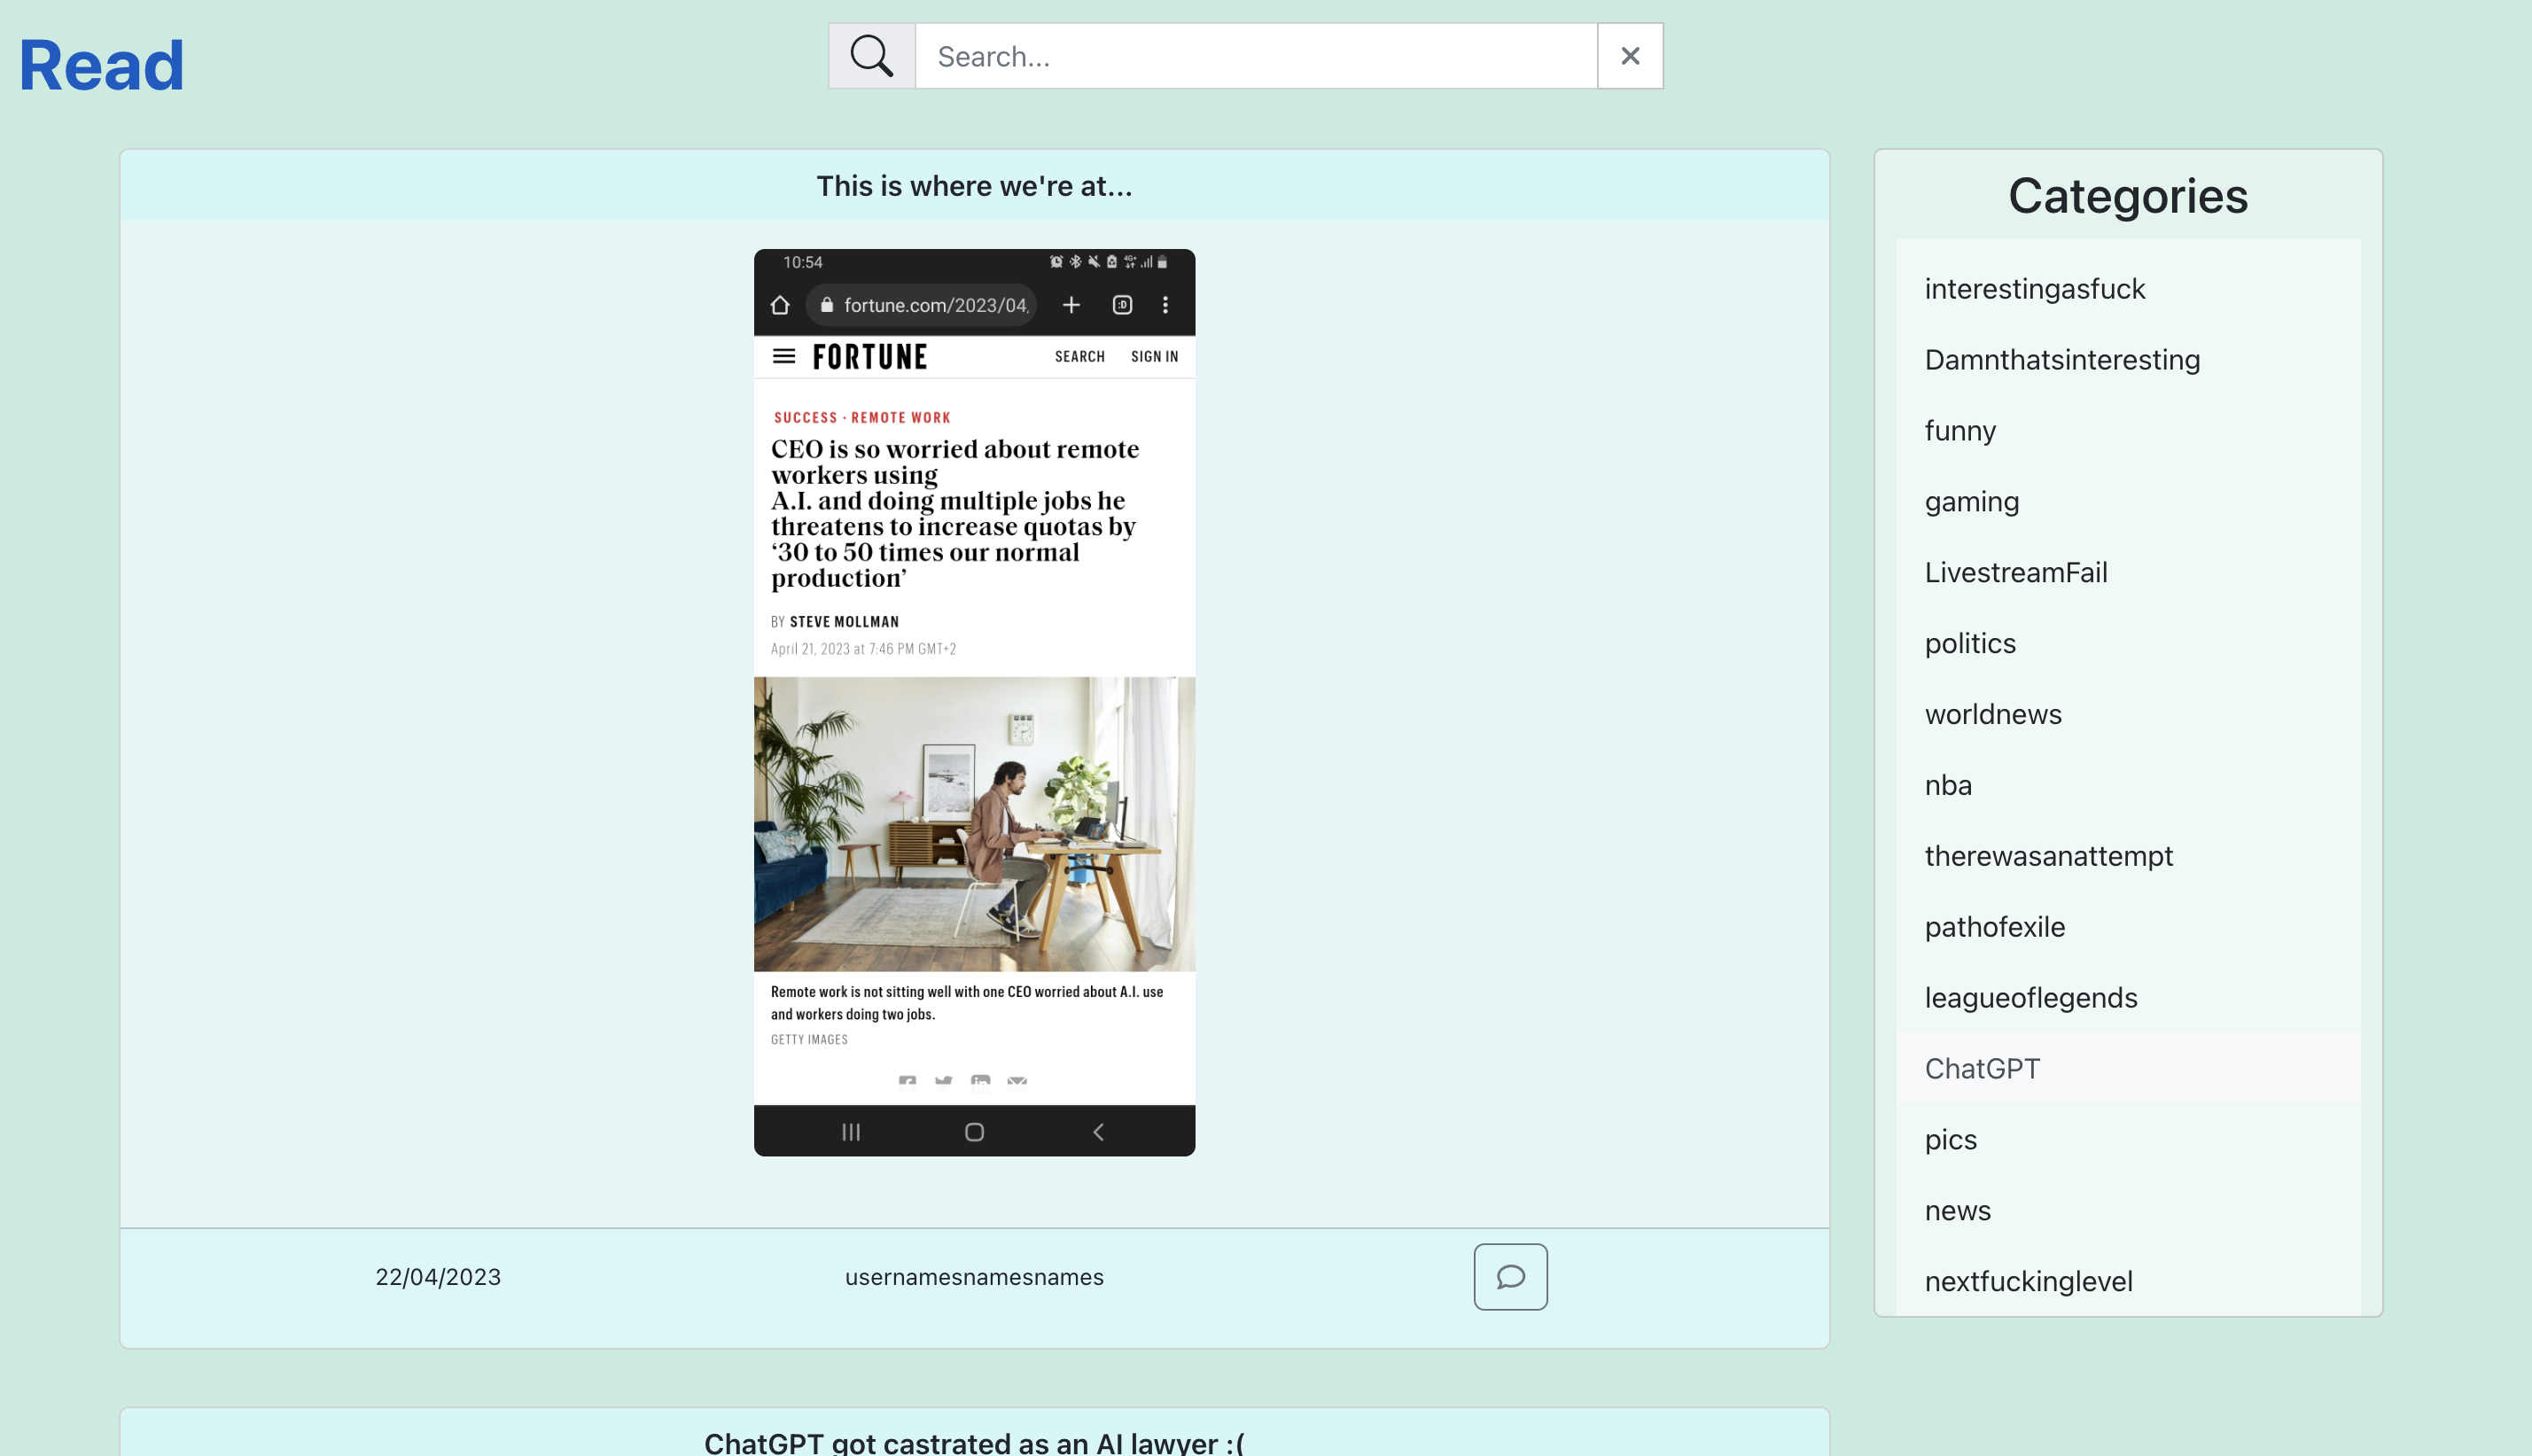 Read
Search...
This is where we're at...
10:54
4G+
fortune.com/2023/04
:D
FORTUNE
SEARCH
SIGN IN
SUCCESS · REMOTE WORK
CEO is so worried about remote
workers using
A.I. and doing multiple jobs he
threatens to increase quotas by
‘30 to 50 times our normal
production’
BY STEVE MOLLMAN
April 21, 2023 at 7:46 PM GMT+2
Remote work is not sitting well with one CEO worried about A.I. use
and workers doing two jobs.
GETTY IMAGES
22/04/2023
usernamesnamesnames
ChatGPT got castrated as an AI lawyer :(
Categories
interestingasfuck
Damnthatsinteresting
funny
gaming
LivestreamFail
politics
worldnews
nba
therewasanattempt
pathofexile
leagueoflegends
ChatGPT
pics
news
nextfuckinglevel